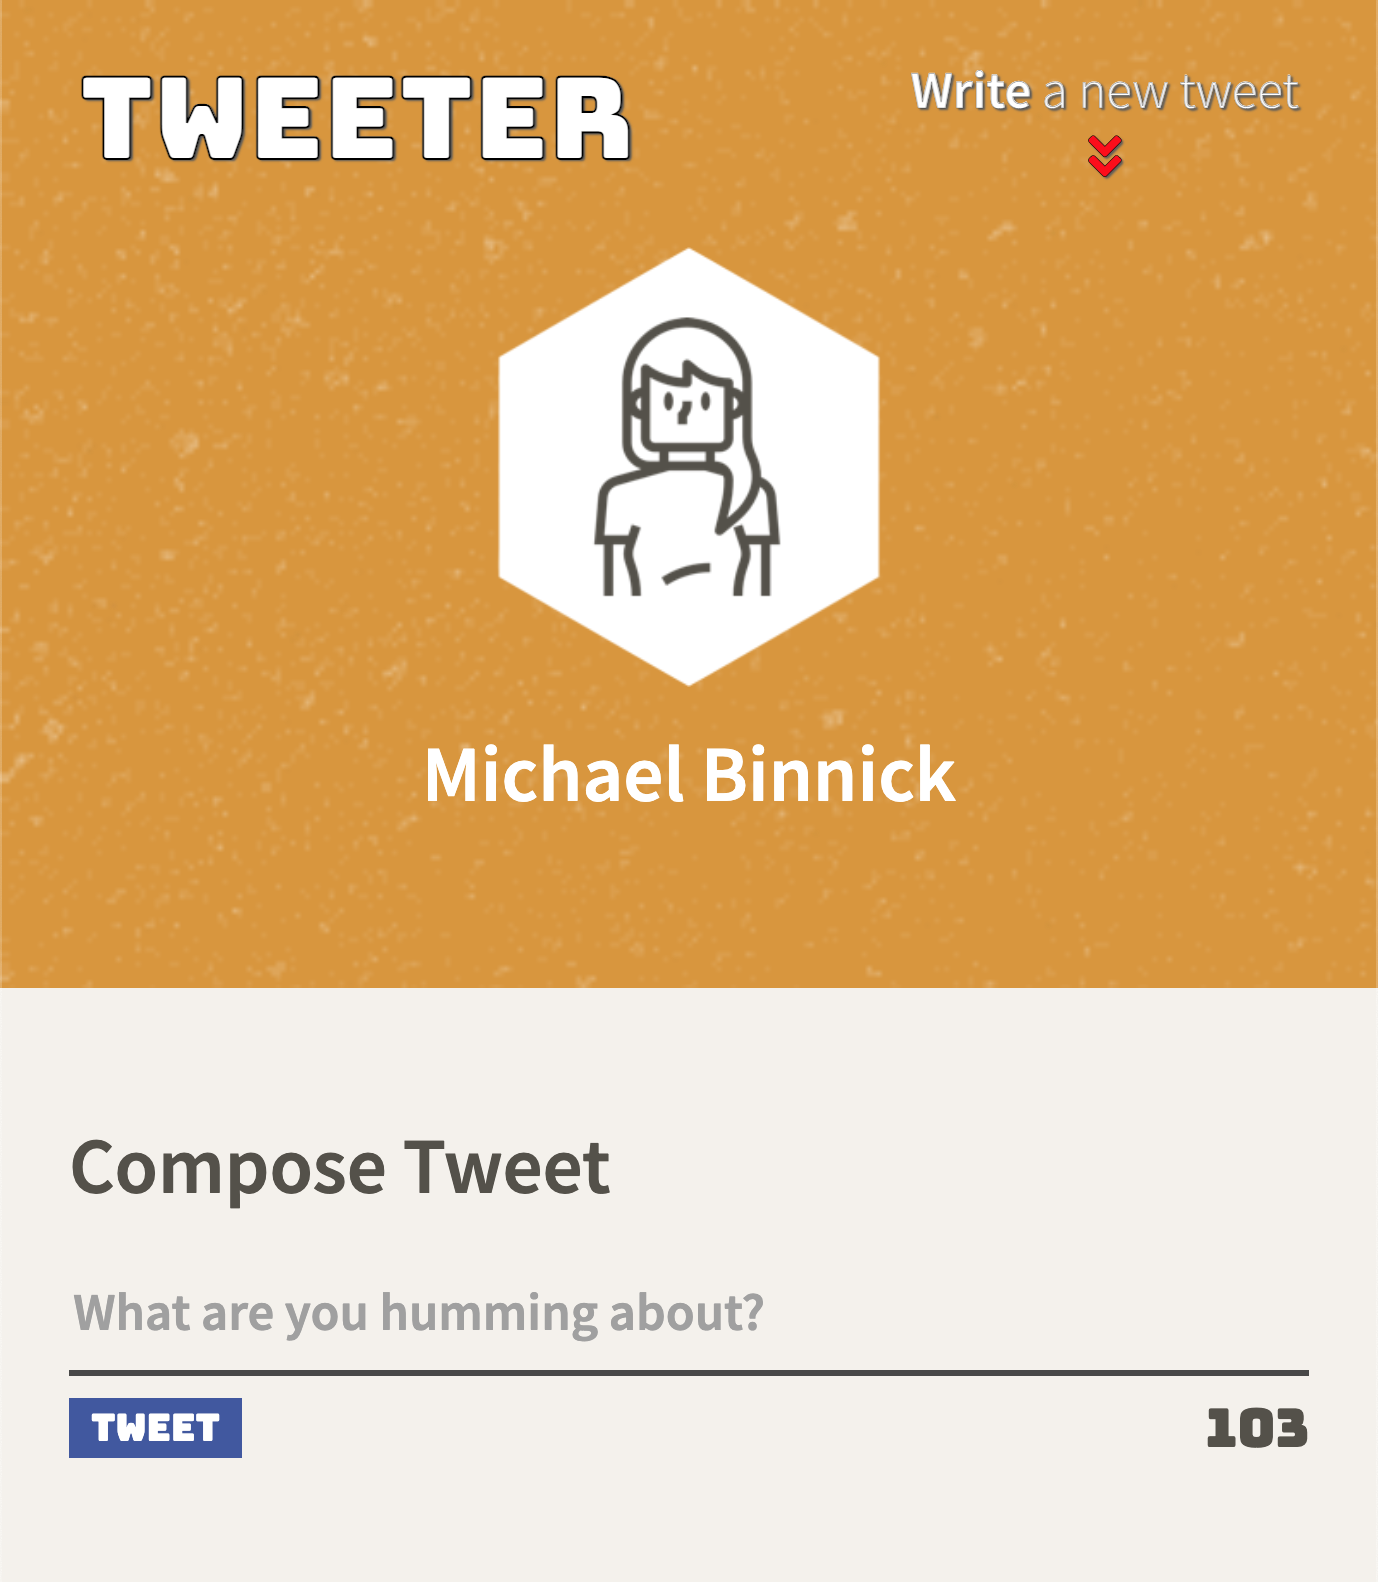 TWEETER
Write a new tweet
Michael Binnick
Compose Tweet
What are you humming about?
TWEET
103